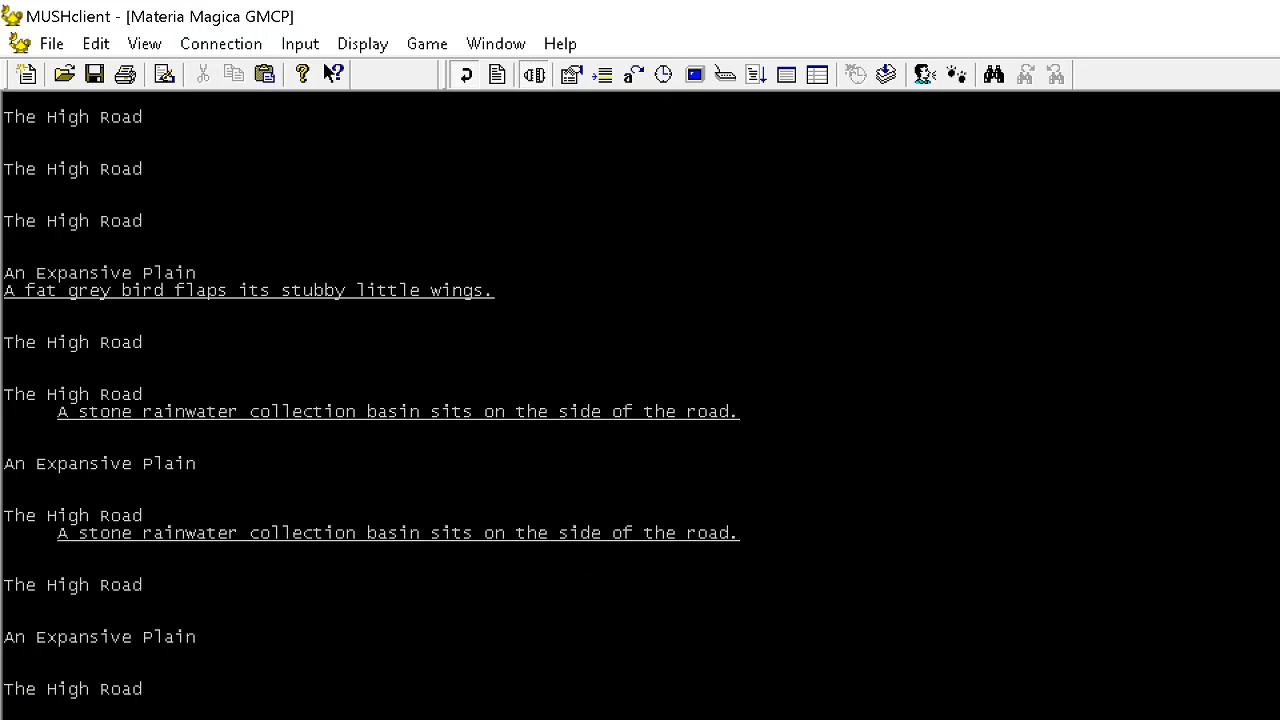 MUSHclient - [Materia Magica GMCP]
File Edit View Connection Input Display Game Window Help
The High Road
The High Road
The High Road
An Expansive Plain
A fat grey bird flaps its stubby little wings.
The High Road
The High Road
A stone rainwater collection basin sits on the side of the road.
An Expansive Plain
The High Road
A stone rainwater collection basin sits on the side of the road.
The High Road
An Expansive Plain
The High Road